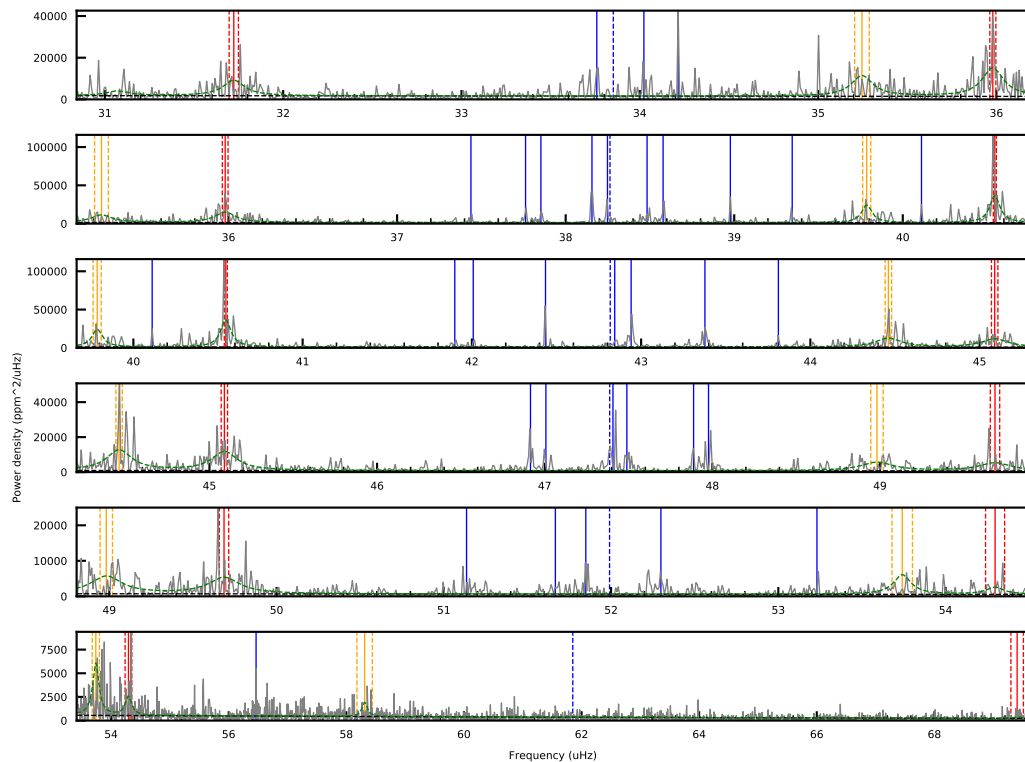 40000
20000
0
31 32 33 34 35 36
100000
50000
0
36 37 38 39 40
100000
50000
0
40 41 42 43 44 45
40000
20000
0
45 46 47 48 49
20000
10000
0
49 50 51 52 53 54
7500
5000
2500
0
54 56 58 60 62 64 66 68
Power density (ppm^2/uHz)
Frequency (uHz)